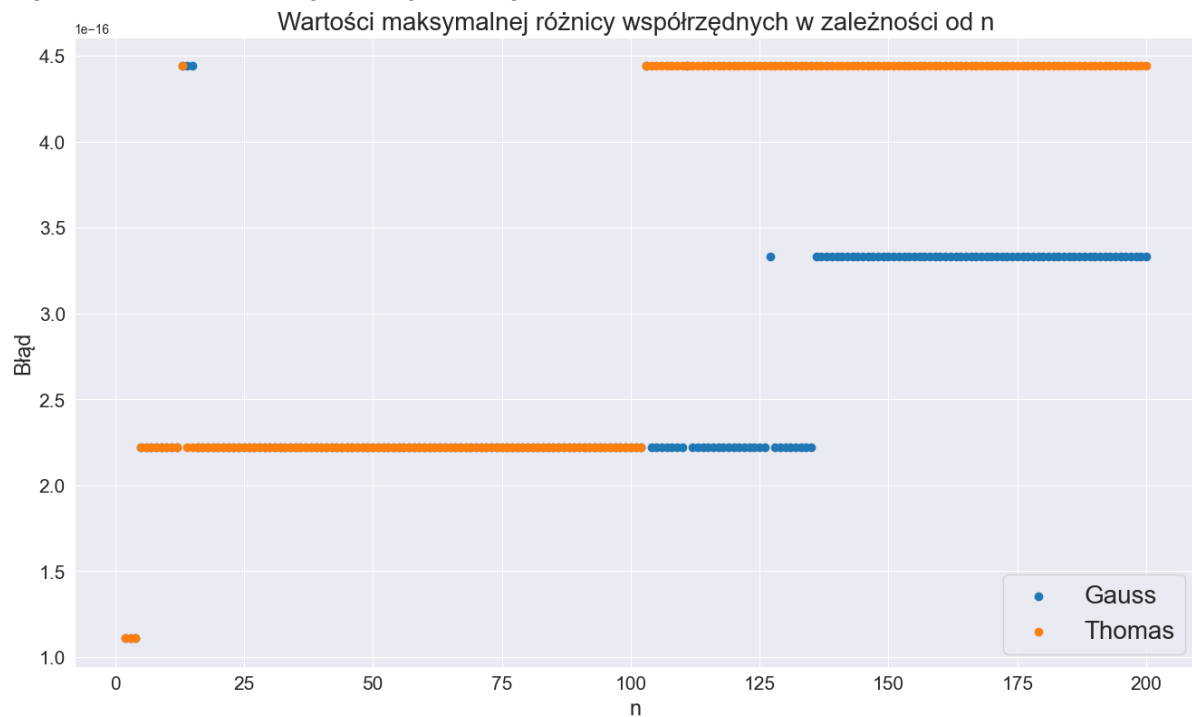 Wartości maksymalnej różnicy współrzędnych w zależności od n
1e−16
4.5
4.0
3.5
3.0
2.5
2.0
1.5
1.0
Błąd
0 25 50 75 100 125 150 175 200
n
Gauss
Thomas